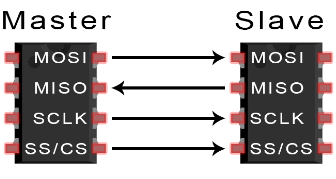 Master Slave
MOSI MOSI
MISO MISO
SCLK SCLK
SS/CS SS/CS